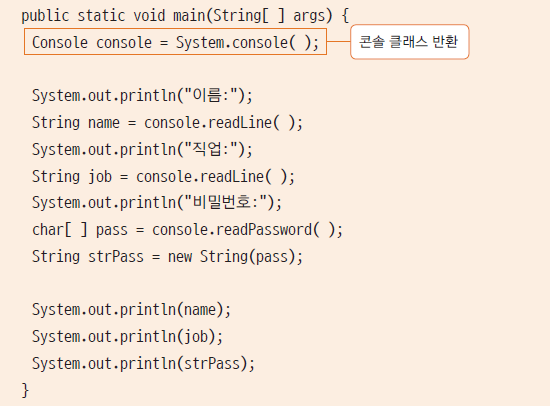 public static void main(String[ ] args) {
Console console = System.console( );
콘솔 클래스 반환
System.out.println("이름:");
String name = console.readLine( );
System.out.println("직업:");
String job = console.readLine( );
System.out.println("비밀번호:");
char[ ] pass = console.readPassword( );
String strPass = new String(pass);
System.out.println(name);
System.out.println(job);
System.out.println(strPass);
}